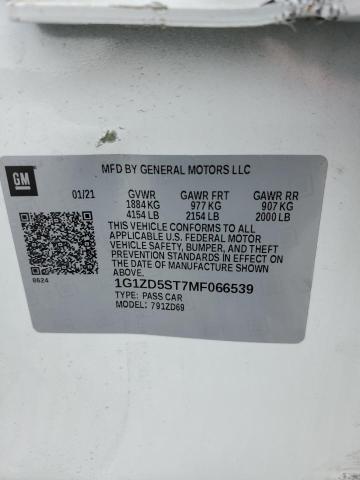 MFD BY GENERAL MOTORS LLC
GM
01/21 GVWR GAWR FRT GAWR RR
1884 KG 977 KG 907 KG
4154 LB 2154 LB 2000 LB
THIS VEHICLE CONFORMS TO ALL
APPLICABLE U.S. FEDERAL MOTOR
VEHICLE SAFETY, BUMPER, AND THEFT
PREVENTION STANDARDS IN EFFECT ON
THE DATE OF MANUFACTURE SHOWN
ABOVE.
8624
1G1ZD5ST7MF066539
TYPE: PASS CAR
MODEL: 791ZD69